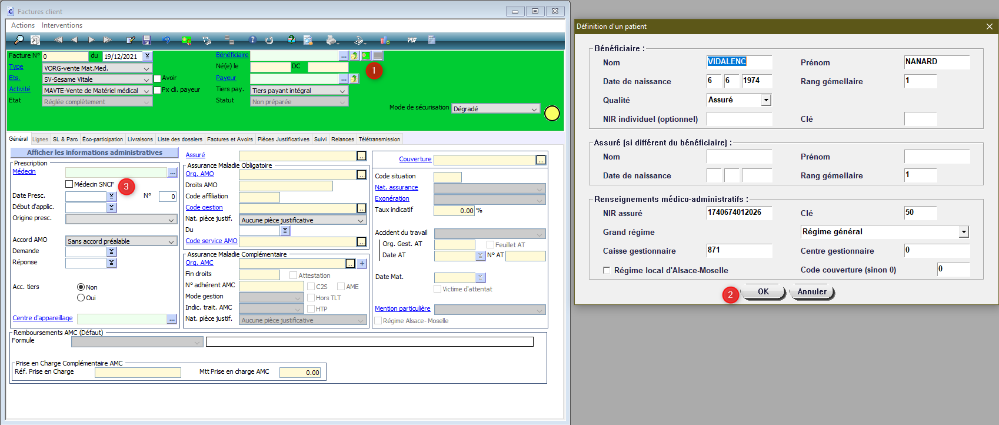 Factures client
Actions Interventions
PDF
Facture N° 0 du 19/12/2021
Type VORG-vente Mat.Med.
Ets. SV-Sesame Vitale Avoir
Activité MAVTE-Vente de Matériel médical Px cli. payeur
Etat Réglée complètement
Bénéficiaire ...
Né(e) le DC
1
Payeur ...
Tiers pay. Tiers payant intégral
Statut Non préparée
Mode de sécurisation Dégradé
Général Lignes SL & Parc Éco-participation Livraisons Liste des dossiers Factures et Avoirs Pièces Justificatives Suivi Relances Télétransmission
Afficher les informations administratives
Prescription
Médecin ...
Médecin SNCF
3
Date Presc. N° 0
Début d'applic.
Origine presc.
Accord AMO Sans accord préalable
Demande
Réponse
Acc. tiers Non
Oui
Centre d'appareillage ...
Assuré ..
Assurance Maladie Obligatoire
Org. AMO ..
Droits AMO
Code affiliation
Code gestion ..
Nat. pièce justif. Aucune pièce justificative
Du
Code service AMO ..
Assurance Maladie Complémentaire
Org. AMC .. +
Fin droits Attestation
N° adhérent AMC C2S AME
Mode gestion Hors TLT
Indic. trait. AMC HTP
Nat. pièce justif. Aucune pièce justificative
Couverture ..
Code situation
Nat. assurance
Exonération
Taux indicatif 0.00 %
Accident du travail
Org. Gest. AT Feuillet AT
Date AT N° AT
Date Mat.
Victime d'attentat
Mention particulière
Régime Alsace- Moselle
Remboursements AMC (Défaut)
Formule
Prise en Charge Complémentaire AMC
Réf. Prise en Charge Mtt Prise en charge AMC 0.00
Définition d'un patient
Bénéficiaire :
Nom VIDALENC Prénom NANARD
Date de naissance 6 6 1974 Rang gémellaire 1
Qualité Assuré
NIR individuel (optionnel) Clé
Assuré (si différent du bénéficiaire) :
Nom Prénom
Date de naissance Rang gémellaire 1
Renseignements médico-administratifs :
NIR assuré 1740674012026 Clé 50
Grand régime Régime général
Caisse gestionnaire 871 Centre gestionnaire 0
Régime local d'Alsace-Moselle Code couverture (sinon 0) 0
2 OK Annuler